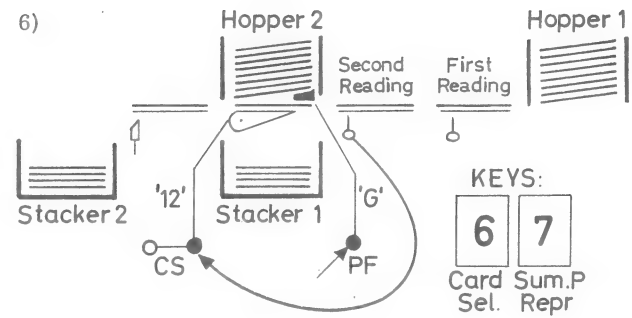 6)
Hopper 2
Hopper 1
Second
Reading
First
Reading
'12'
Stacker 2
Stacker 1
'G'
CS
PF
KEYS:
6
7
Card
Sel.
Sum.P
Repr